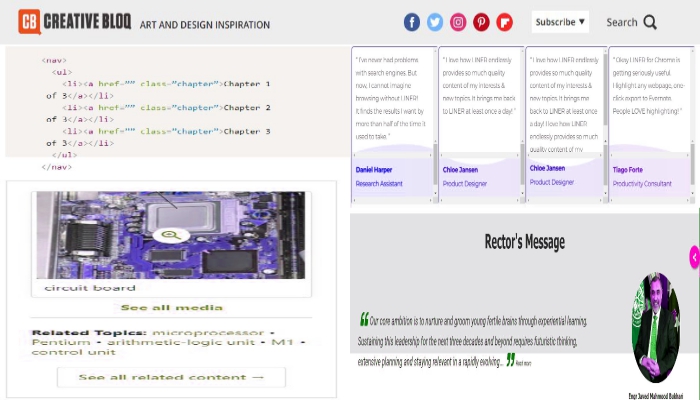 CB CREATIVE BLOQ ART AND DESIGN INSPIRATION
Subscribe ▼
Search
<nav>
<ul>
<li><a href="" class="chapter">Chapter 1
of 3</a></li>
<li><a href="" class="chapter">Chapter 2
of 3</a></li>
<li><a href="" class="chapter">Chapter 3
of 3</a></li>
</ul>
</nav>
circuit board
See all media
Related Topics: microprocessor •
Pentium • arithmetic-logic unit • M1 •
control unit
See all related content →
"I've never had problems
with search engines. But
now, I cannot imagine
browsing without LINER!
It finds the results I want by
more than half of the time it
used to take."
Daniel Harper
Research Assistant
"I love how LINER endlessly
provides so much quality
content of my interests &
new topics. It brings me back
to LINER at least once a day!"
Chloe Jansen
Product Designer
"I love how LINER endlessly
provides so much quality
content of my interests &
new topics. It brings me
back to LINER at least once
a day! I love how LINER
endlessly provides so much
quality content of my
Chloe Jansen
Product Designer
"Okay LINER for Chrome is
getting seriously useful.
Highlight any webpage, one-
click export to Evernote.
People LOVE highlighting!"
Tiago Forte
Productivity Consultant
Rector's Message
“Our core ambition is to nurture and groom young fertile brains through experiential learning.
Sustaining this leadership for the next three decades and beyond requires futuristic thinking,
extensive planning and staying relevant in a rapidly evolving... ” Read more
Engr Javed Mahmood Bukhari